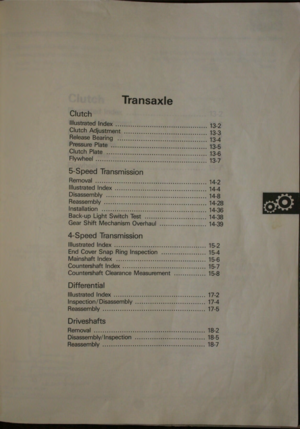 Transaxle
Clutch
Illustrated Index ........ 13-2
Clutch Adjustment ........ 13-3
Release Bearing ........ 13-4
Pressure Plate ........ 13-5
Clutch Plate ........ 13-6
Flywheel ........ 13-7
5-Speed Transmission
Removal ........ 14-2
Illustrated Index ........ 14-4
Disassembly ........ 14-8
Reassembly ........ 14-28
Installation ........ 14-36
Back-up Light Switch Test ........ 14-38
Gear Shift Mechanism Overhaul ........ 14-39
4-Speed Transmission
Illustrated Index ........ 15-2
End Cover Snap Ring Inspection ........ 15-4
Mainshaft Index ........ 15-6
Countershaft Index ........ 15-7
Countershaft Clearance Measurement ........ 15-8
Differential
Illustrated Index ........ 17-2
Inspection/Disassembly ........ 17-4
Reassembly ........ 17-5
Driveshafts
Removal ........ 18-2
Disassembly/Inspection ........ 18-5
Reassembly ........ 18-7